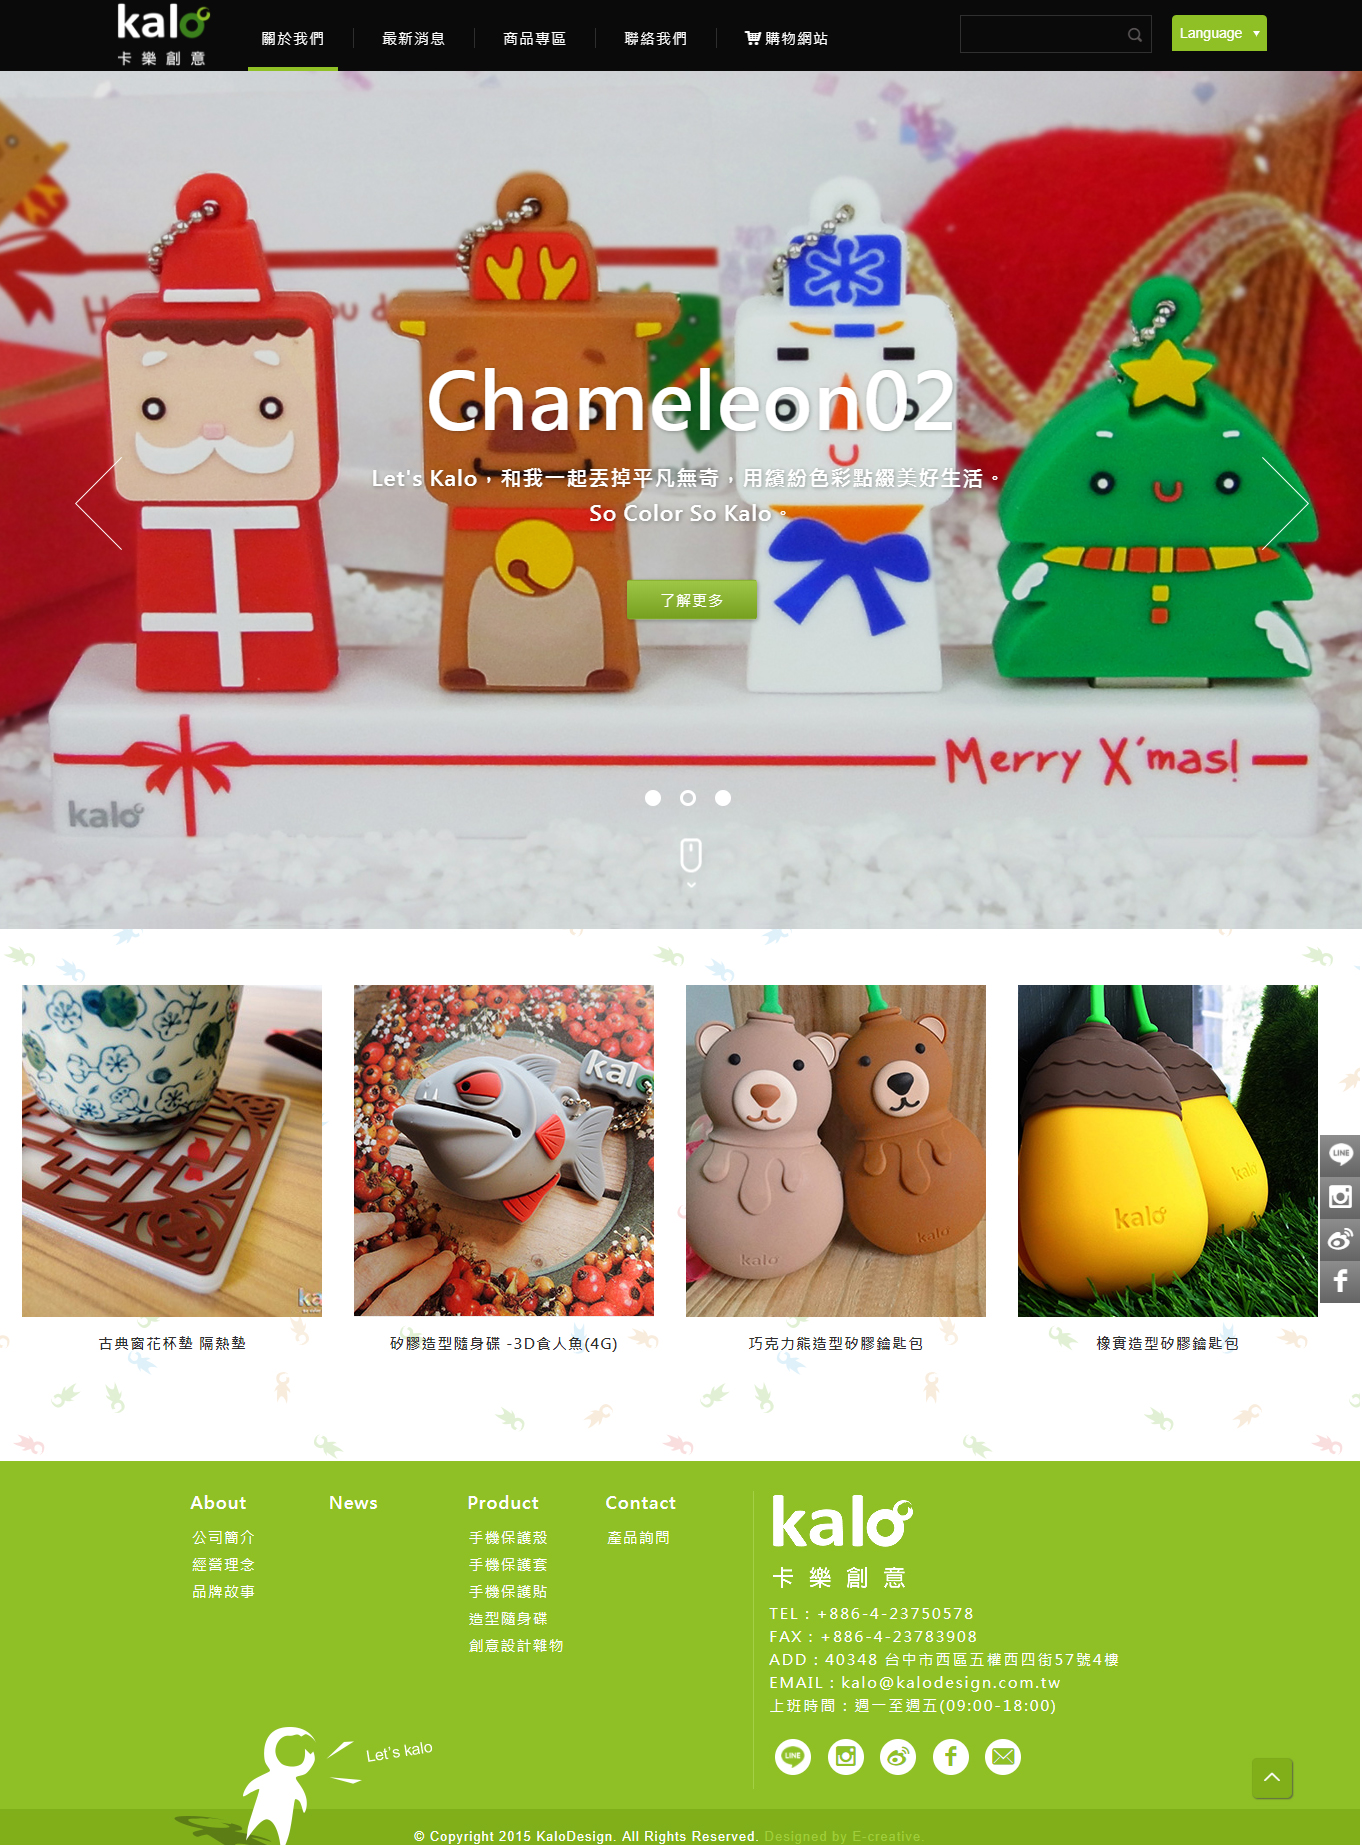 kalo
卡樂創意
關於我們
最新消息
商品專區
聯絡我們
購物網站
Language
Chameleon02
Let's Kalo，和我一起丟掉平凡無奇，用繽紛色彩點綴美好生活。
So Color So Kalo。
了解更多
Merry X'mas!
kalo
kalo
kalo
kalo
kalo
kalo
古典窗花杯墊 隔熱墊
矽膠造型隨身碟 -3D食人魚(4G)
巧克力熊造型矽膠鑰匙包
橡實造型矽膠鑰匙包
LINE
About
News
Product
Contact
公司簡介
經營理念
品牌故事
手機保護殼
手機保護套
手機保護貼
造型隨身碟
創意設計雜物
產品詢問
kalo
卡樂創意
TEL：+886-4-23750578
FAX：+886-4-23783908
ADD：40348 台中市西區五權西四街57號4樓
EMAIL：kalo@kalodesign.com.tw
上班時間：週一至週五(09:00-18:00)
LINE
Let's kalo
© Copyright 2015 KaloDesign. All Rights Reserved. Designed by E-creative.